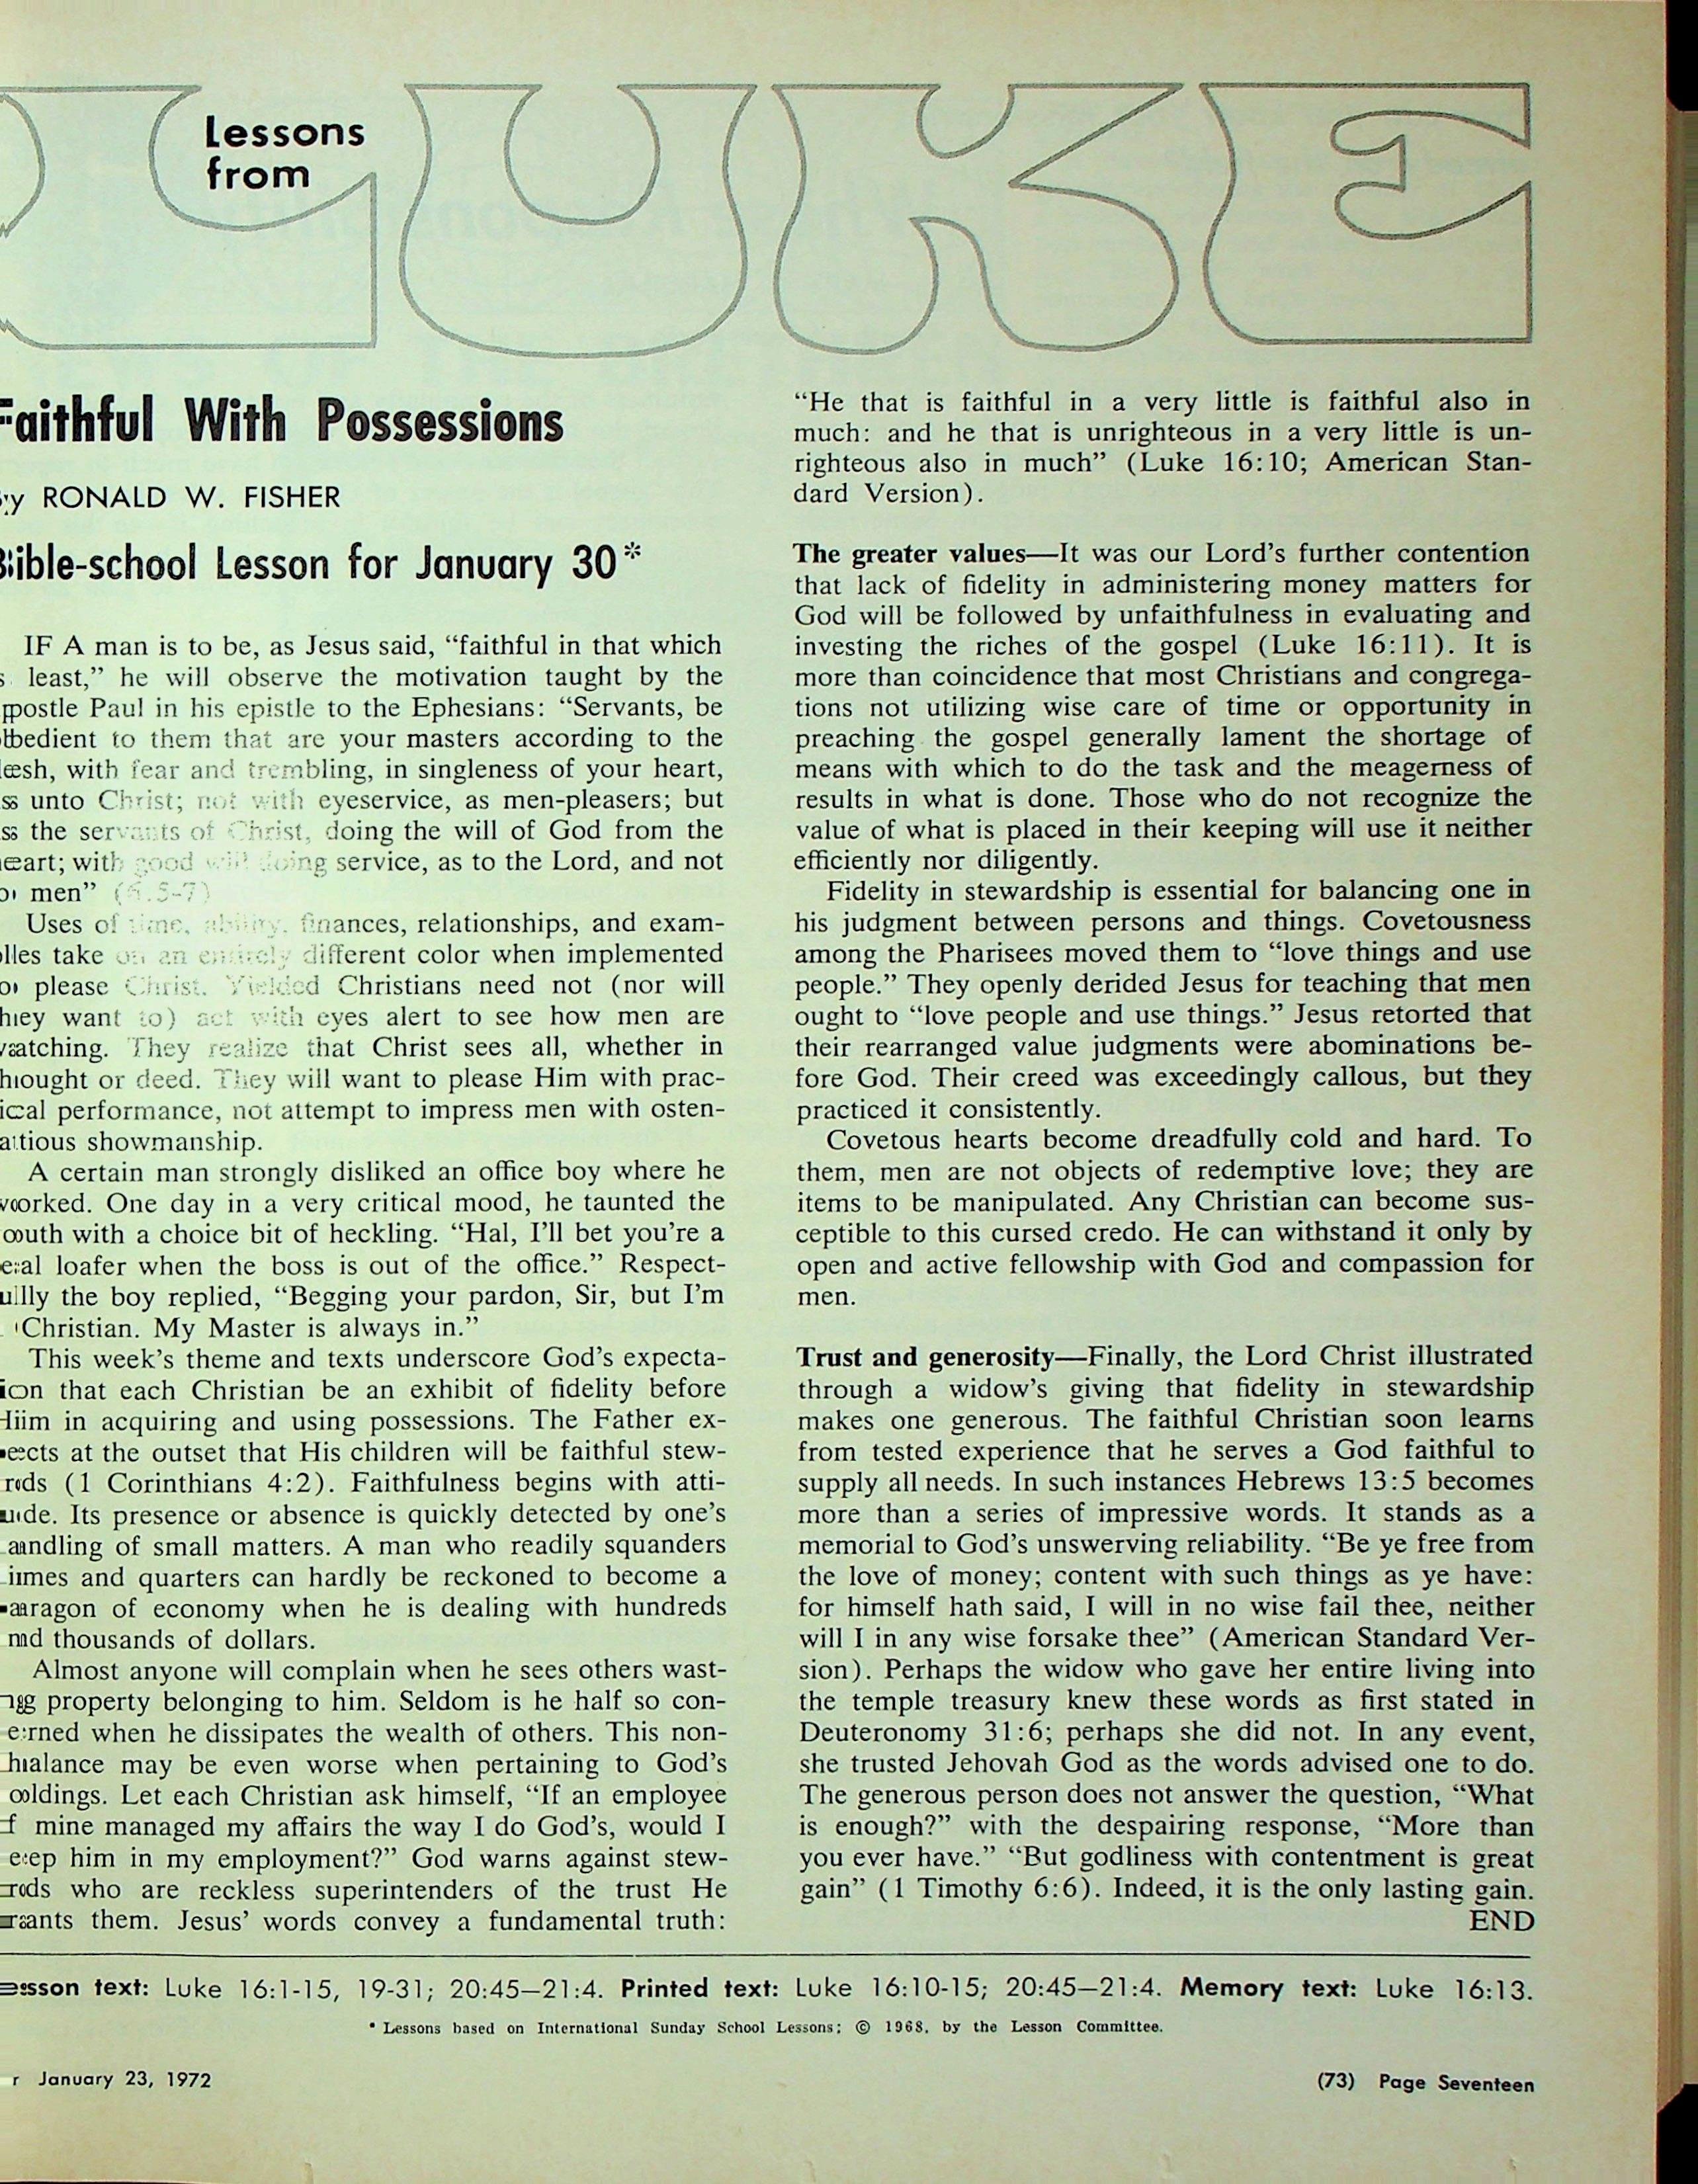 LUKE
Lessons
from
Faithful With Possessions
By RONALD W. FISHER
Bible-school Lesson for January 30*
IF A man is to be, as Jesus said, “faithful in that which
s least,” he will observe the motivation taught by the
postle Paul in his epistle to the Ephesians: “Servants, be
obedient to them that are your masters according to the
lesh, with fear and trembling, in singleness of your heart,
s unto Christ; not with eyeservice, as men-pleasers; but
s the servants of Christ, doing the will of God from the
heart; with good will doing service, as to the Lord, and not
o men” (6.5-7)
Uses of time, ability, finances, relationships, and exam-
ples take on an entirely different color when implemented
o please Christ. Yielded Christians need not (nor will
hey want to) act with eyes alert to see how men are
watching. They realize that Christ sees all, whether in
hought or deed. They will want to please Him with prac-
ical performance, not attempt to impress men with osten-
atious showmanship.
A certain man strongly disliked an office boy where he
worked. One day in a very critical mood, he taunted the
outh with a choice bit of heckling. “Hal, I’ll bet you’re a
eal loafer when the boss is out of the office.” Respect-
ully the boy replied, “Begging your pardon, Sir, but I’m
Christian. My Master is always in.”
This week’s theme and texts underscore God’s expecta-
ion that each Christian be an exhibit of fidelity before
Him in acquiring and using possessions. The Father ex-
ects at the outset that His children will be faithful stew-
rds (1 Corinthians 4:2). Faithfulness begins with atti-
ude. Its presence or absence is quickly detected by one’s
andling of small matters. A man who readily squanders
imes and quarters can hardly be reckoned to become a
aragon of economy when he is dealing with hundreds
nd thousands of dollars.
Almost anyone will complain when he sees others wast-
ng property belonging to him. Seldom is he half so con-
erned when he dissipates the wealth of others. This non-
halance may be even worse when pertaining to God’s
oldings. Let each Christian ask himself, “If an employee
f mine managed my affairs the way I do God’s, would I
eep him in my employment?” God warns against stew-
rds who are reckless superintenders of the trust He
rants them. Jesus’ words convey a fundamental truth:
“He that is faithful in a very little is faithful also in
much: and he that is unrighteous in a very little is un-
righteous also in much” (Luke 16:10; American Stan-
dard Version).
The greater values—It was our Lord’s further contention
that lack of fidelity in administering money matters for
God will be followed by unfaithfulness in evaluating and
investing the riches of the gospel (Luke 16:11). It is
more than coincidence that most Christians and congrega-
tions not utilizing wise care of time or opportunity in
preaching the gospel generally lament the shortage of
means with which to do the task and the meagerness of
results in what is done. Those who do not recognize the
value of what is placed in their keeping will use it neither
efficiently nor diligently.
Fidelity in stewardship is essential for balancing one in
his judgment between persons and things. Covetousness
among the Pharisees moved them to “love things and use
people.” They openly derided Jesus for teaching that men
ought to “love people and use things.” Jesus retorted that
their rearranged value judgments were abominations be-
fore God. Their creed was exceedingly callous, but they
practiced it consistently.
Covetous hearts become dreadfully cold and hard. To
them, men are not objects of redemptive love; they are
items to be manipulated. Any Christian can become sus-
ceptible to this cursed credo. He can withstand it only by
open and active fellowship with God and compassion for
men.
Trust and generosity—Finally, the Lord Christ illustrated
through a widow’s giving that fidelity in stewardship
makes one generous. The faithful Christian soon learns
from tested experience that he serves a God faithful to
supply all needs. In such instances Hebrews 13:5 becomes
more than a series of impressive words. It stands as a
memorial to God’s unswerving reliability. “Be ye free from
the love of money; content with such things as ye have:
for himself hath said, I will in no wise fail thee, neither
will I in any wise forsake thee” (American Standard Ver-
sion). Perhaps the widow who gave her entire living into
the temple treasury knew these words as first stated in
Deuteronomy 31:6; perhaps she did not. In any event,
she trusted Jehovah God as the words advised one to do.
The generous person does not answer the question, “What
is enough?” with the despairing response, “More than
you ever have.” “But godliness with contentment is great
gain” (1 Timothy 6:6). Indeed, it is the only lasting gain.
END
esson text: Luke 16:1-15, 19-31; 20:45—21:4. Printed text: Luke 16:10-15; 20:45—21:4. Memory text: Luke 16:13.
* Lessons based on International Sunday School Lessons; © 1968, by the Lesson Committee.
r January 23, 1972
(73) Page Seventeen